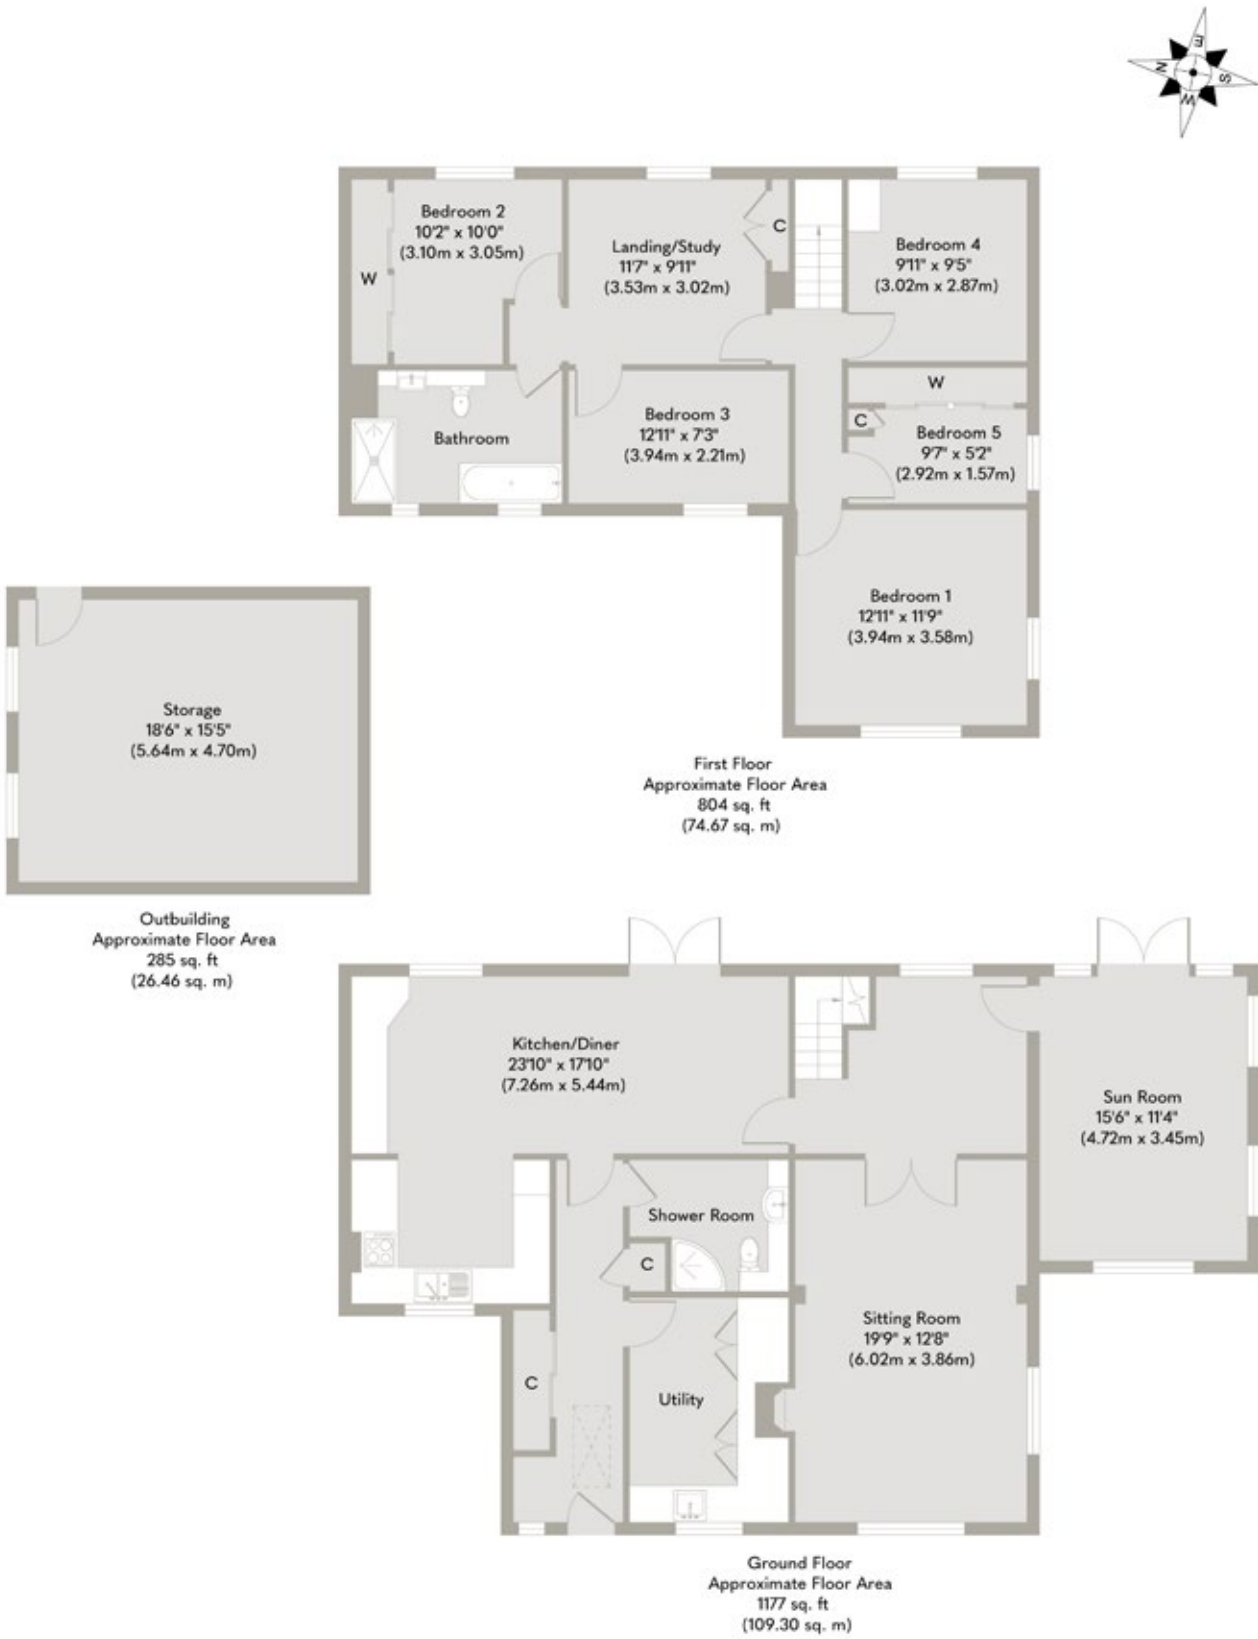 E
N
S
W
Bedroom 2
10'2" x 10'0"
(3.10m x 3.05m)
W
Landing/Study
11'7" x 9'11"
(3.53m x 3.02m)
C
Bedroom 4
9'11" x 9'5"
(3.02m x 2.87m)
W
Bathroom
Bedroom 3
12'11" x 7'3"
(3.94m x 2.21m)
C
Bedroom 5
9'7" x 5'2"
(2.92m x 1.57m)
Bedroom 1
12'11" x 11'9"
(3.94m x 3.58m)
Storage
18'6" x 15'5"
(5.64m x 4.70m)
First Floor
Approximate Floor Area
804 sq. ft
(74.67 sq. m)
Outbuilding
Approximate Floor Area
285 sq. ft
(26.46 sq. m)
Kitchen/Diner
23'10" x 17'10"
(7.26m x 5.44m)
Sun Room
15'6" x 11'4"
(4.72m x 3.45m)
Shower Room
C
Sitting Room
19'9" x 12'8"
(6.02m x 3.86m)
C
Utility
Ground Floor
Approximate Floor Area
1177 sq. ft
(109.30 sq. m)